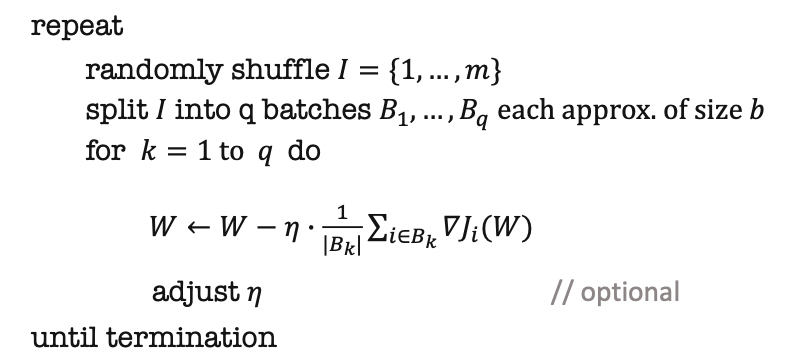 repeat
randomly shuffle I = {1, ..., m}
split I into q batches B₁, ..., B_q each approx. of size b
for k = 1 to q do
W ← W − η · 1/|B_k| ∑_{i∈B_k} ∇J_i(W)
adjust η // optional
until termination